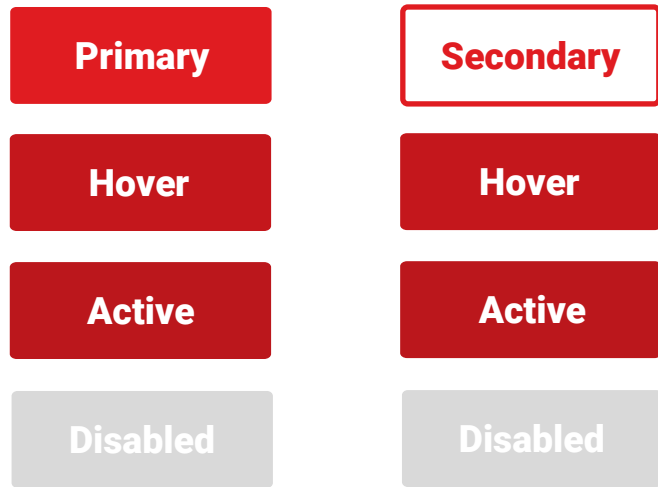 Primary
Secondary
Hover
Hover
Active
Active
Disabled
Disabled